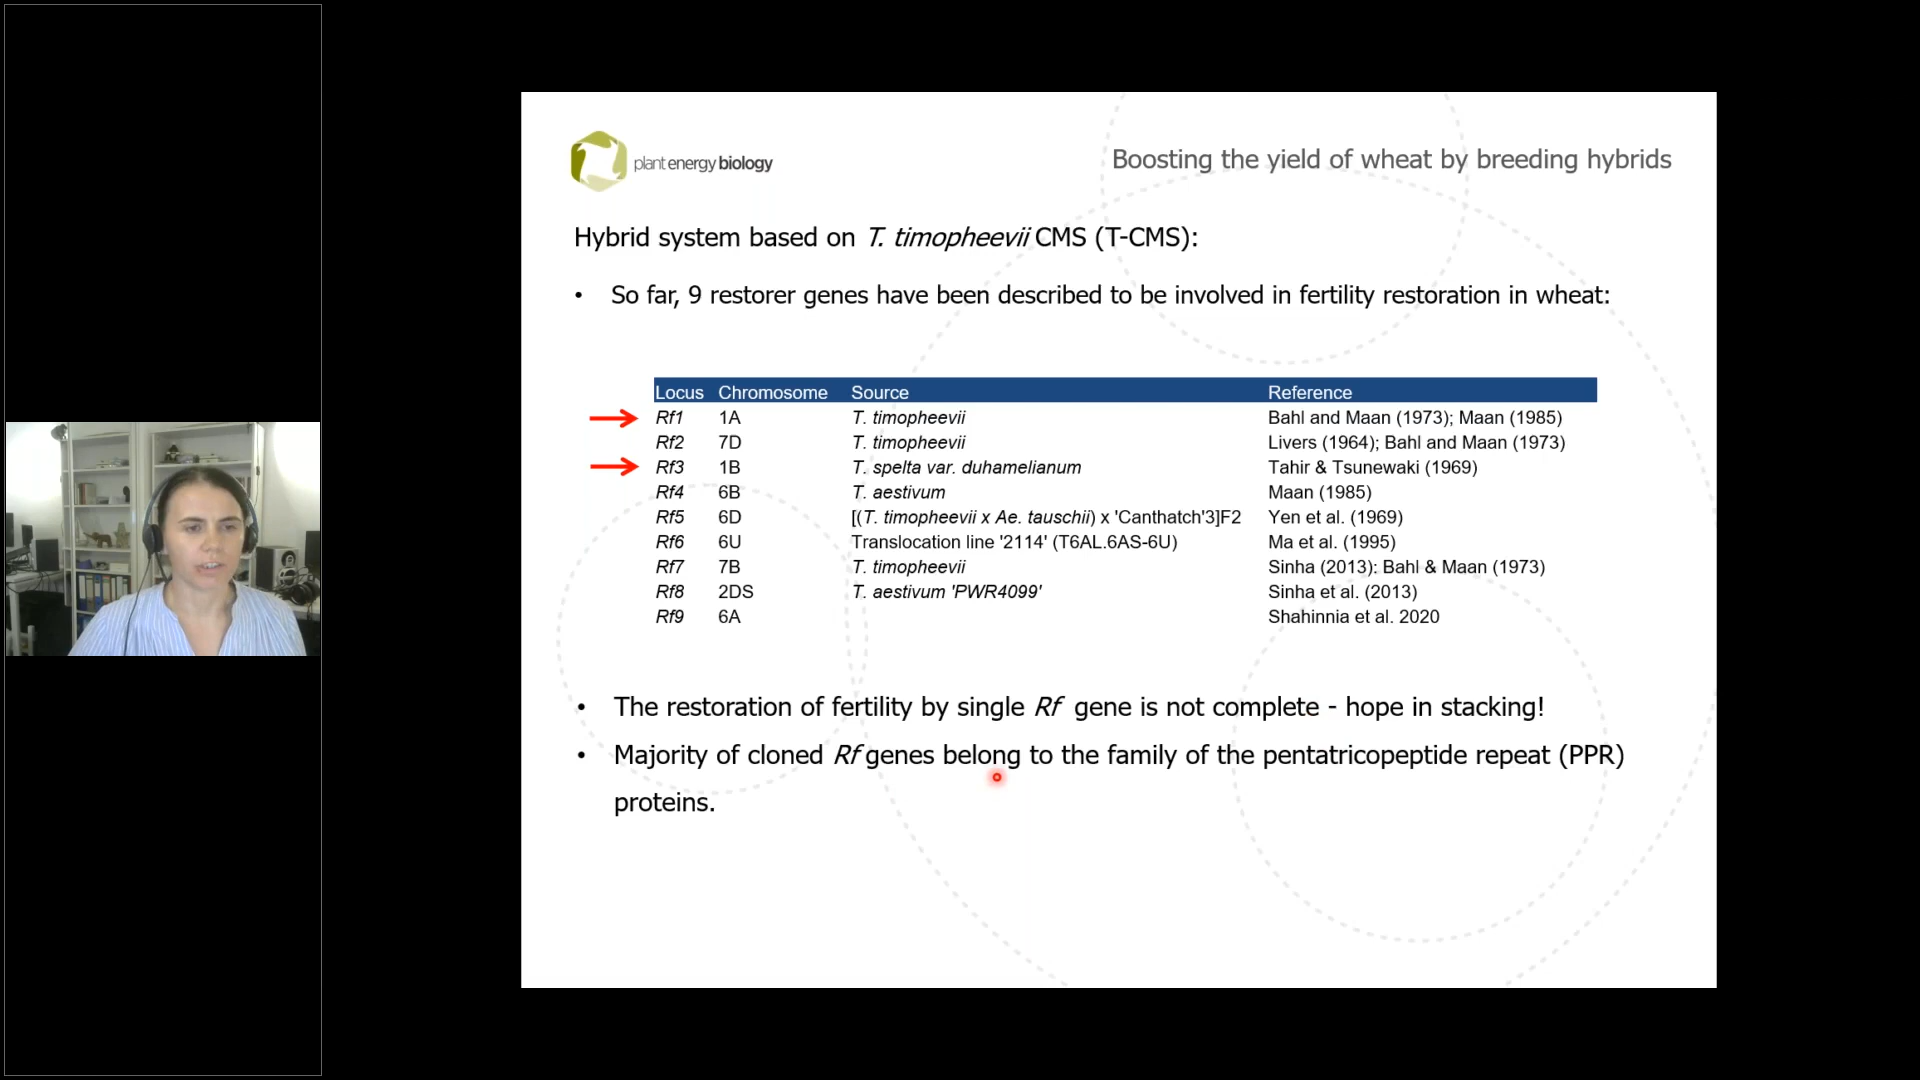 plant energy biology
Boosting the yield of wheat by breeding hybrids
Hybrid system based on T. timopheevii CMS (T-CMS):
• So far, 9 restorer genes have been described to be involved in fertility restoration in wheat:
Locus Chromosome Source Reference
Rf1 1A T. timopheevii Bahl and Maan (1973); Maan (1985)
Rf2 7D T. timopheevii Livers (1964); Bahl and Maan (1973)
Rf3 1B T. spelta var. duhamelianum Tahir & Tsunewaki (1969)
Rf4 6B T. aestivum Maan (1985)
Rf5 6D [(T. timopheevii x Ae. tauschii) x 'Canthatch'3]F2 Yen et al. (1969)
Rf6 6U Translocation line '2114' (T6AL.6AS-6U) Ma et al. (1995)
Rf7 7B T. timopheevii Sinha (2013): Bahl & Maan (1973)
Rf8 2DS T. aestivum 'PWR4099' Sinha et al. (2013)
Rf9 6A Shahinnia et al. 2020
• The restoration of fertility by single Rf gene is not complete - hope in stacking!
• Majority of cloned Rf genes belong to the family of the pentatricopeptide repeat (PPR)
proteins.